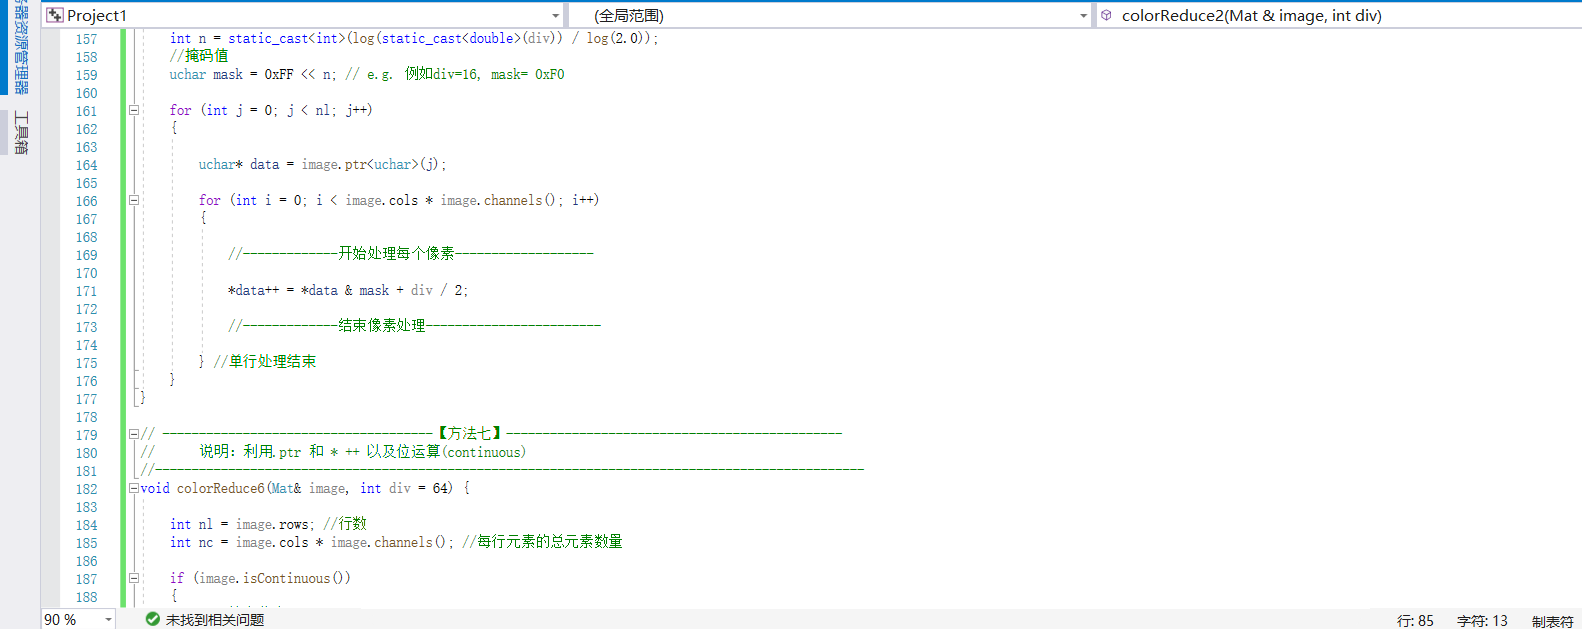 Project1
(全局范围)
colorReduce2(Mat & image, int div)
务器资源管理器
工具箱
157 int n = static_cast<int>(log(static_cast<double>(div)) / log(2.0));
158 //掩码值
159 uchar mask = 0xFF << n; // e.g. 例如div=16, mask= 0xF0
160
161 for (int j = 0; j < nl; j++)
162 {
163
164 uchar* data = image.ptr<uchar>(j);
165
166 for (int i = 0; i < image.cols * image.channels(); i++)
167 {
168
169 //-------------开始处理每个像素-------------------
170
171 *data++ = *data & mask + div / 2;
172
173 //-------------结束像素处理------------------------
174
175 } //单行处理结束
176 }
177 }
178
179 // -------------------------------------【方法七】----------------------------------------------
180 // 说明：利用.ptr 和 * ++ 以及位运算(continuous)
181 //-------------------------------------------------------------------------------------------------
182 void colorReduce6(Mat& image, int div = 64) {
183
184 int nl = image.rows; //行数
185 int nc = image.cols * image.channels(); //每行元素的总元素数量
186
187 if (image.isContinuous())
188 {
90 %
未找到相关问题
行: 85
字符: 13
制表符